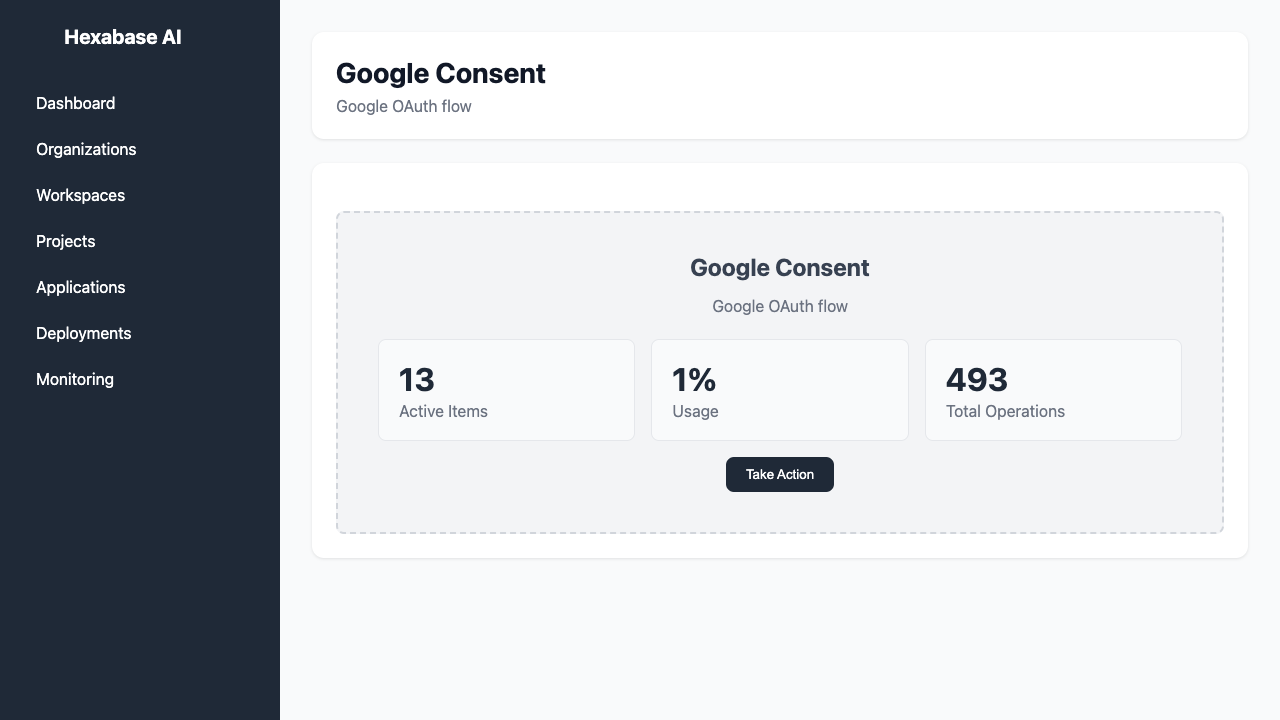 Hexabase AI
Dashboard
Organizations
Workspaces
Projects
Applications
Deployments
Monitoring
Google Consent
Google OAuth flow
Google Consent
Google OAuth flow
13
Active Items
1%
Usage
493
Total Operations
Take Action